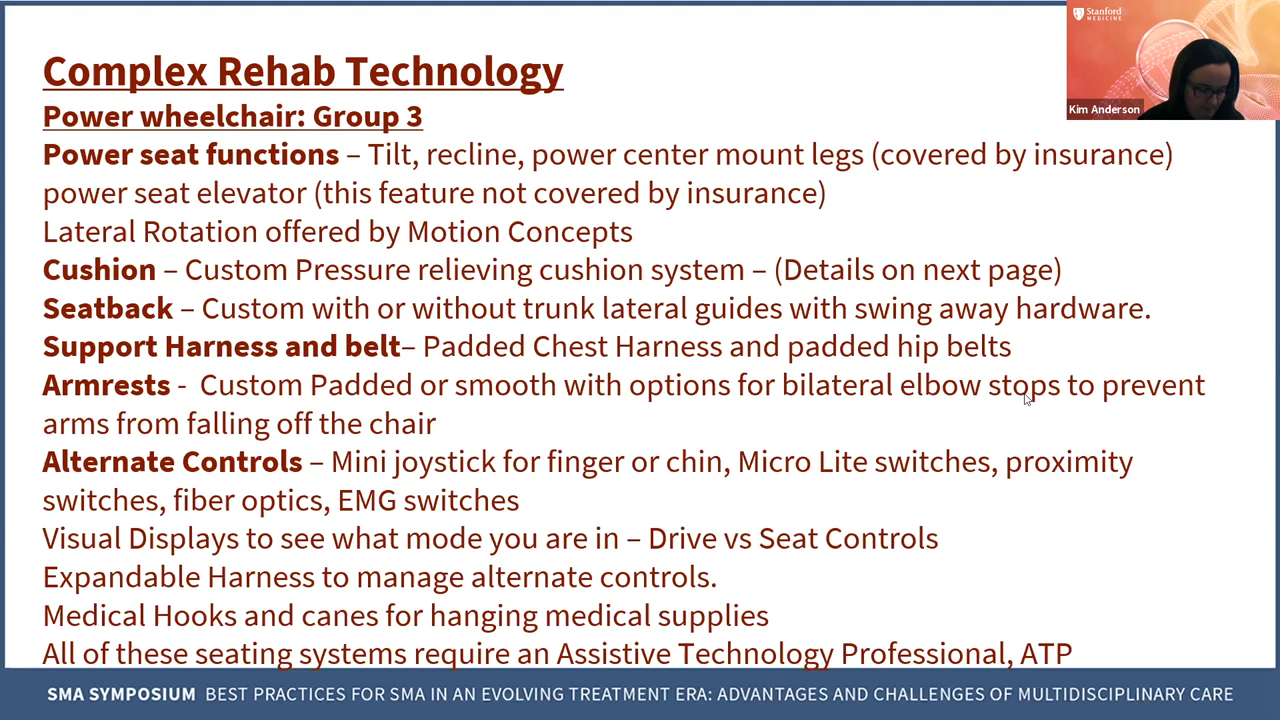 Complex Rehab Technology
Power wheelchair: Group 3
Power seat functions – Tilt, recline, power center mount legs (covered by insurance)
power seat elevator (this feature not covered by insurance)
Lateral Rotation offered by Motion Concepts
Cushion – Custom Pressure relieving cushion system – (Details on next page)
Seatback – Custom with or without trunk lateral guides with swing away hardware.
Support Harness and belt– Padded Chest Harness and padded hip belts
Armrests -  Custom Padded or smooth with options for bilateral elbow stops to prevent
arms from falling off the chair
Alternate Controls – Mini joystick for finger or chin, Micro Lite switches, proximity
switches, fiber optics, EMG switches
Visual Displays to see what mode you are in – Drive vs Seat Controls
Expandable Harness to manage alternate controls.
Medical Hooks and canes for hanging medical supplies
All of these seating systems require an Assistive Technology Professional, ATP
SMA SYMPOSIUM BEST PRACTICES FOR SMA IN AN EVOLVING TREATMENT ERA: ADVANTAGES AND CHALLENGES OF MULTIDISCIPLINARY CARE
Stanford
MEDICINE
Kim Anderson